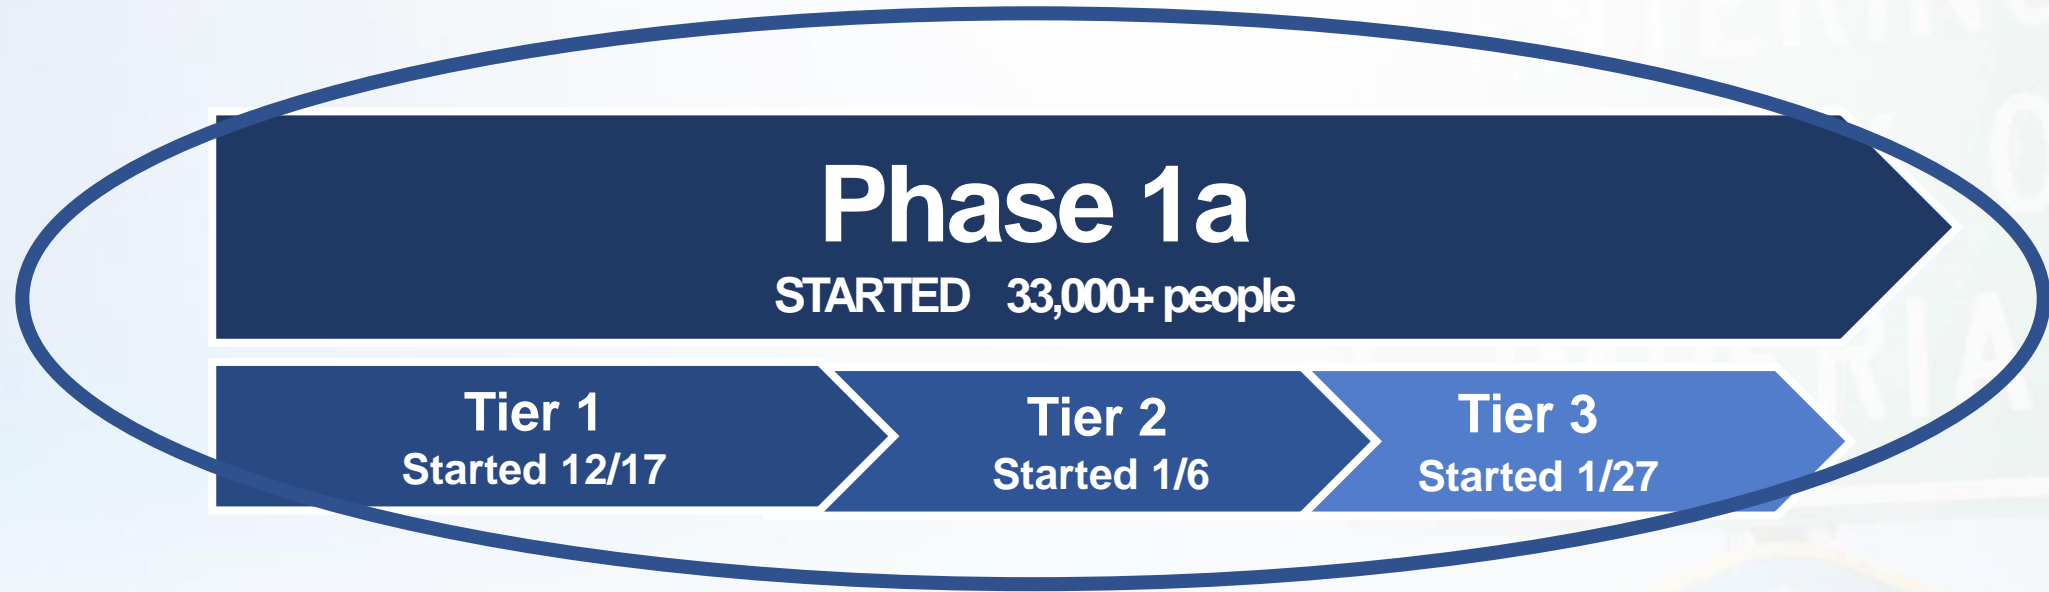 Phase 1a
STARTED 33,000+ people
Tier 1
Started 12/17
Tier 2
Started 1/6
Tier 3
Started 1/27